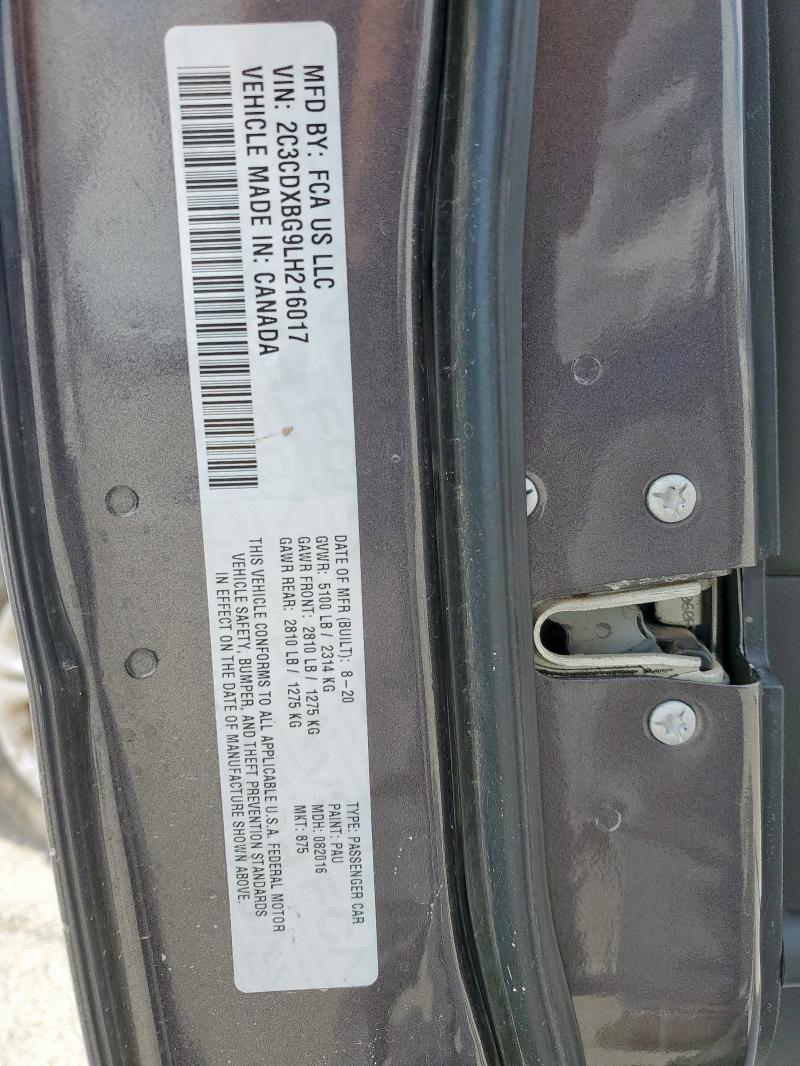 MFD BY: FCA US LLC
VIN: 2C3CDXBG9LH216017
VEHICLE MADE IN: CANADA
DATE OF MFR (BUILT): 8-20
GVWR: 5100 LB / 2314 KG
GAWR FRONT: 2810 LB / 1275 KG
GAWR REAR: 2810 LB / 1275 KG
THIS VEHICLE CONFORMS TO ALL APPLICABLE U.S.A. FEDERAL MOTOR
VEHICLE SAFETY, BUMPER, AND THEFT PREVENTION STANDARDS
IN EFFECT ON THE DATE OF MANUFACTURE SHOWN ABOVE.
TYPE: PASSENGER CAR
PAINT: PAU
MDH: 082016
MKT: 875